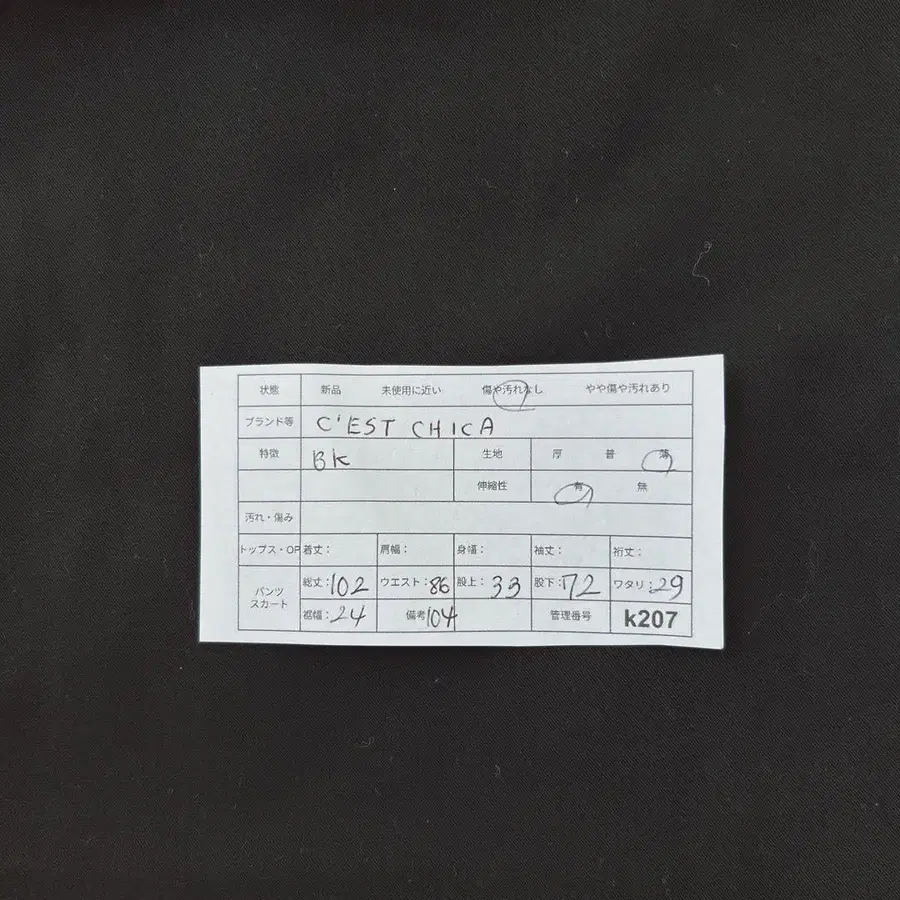 状態 新品 未使用に近い 傷や汚れなし やや傷や汚れあり
ブランド等 C'EST CHICA
特徴 BK 生地 厚 普 薄
伸縮性 有 無
汚れ・傷み
トップス・OP 着丈: 肩幅: 身幅: 袖丈: 裄丈:
パンツ スカート 総丈:102 ウエスト:86 股上:33 股下:72 ワタリ:29
裾幅:24 備考 104 管理番号 k207